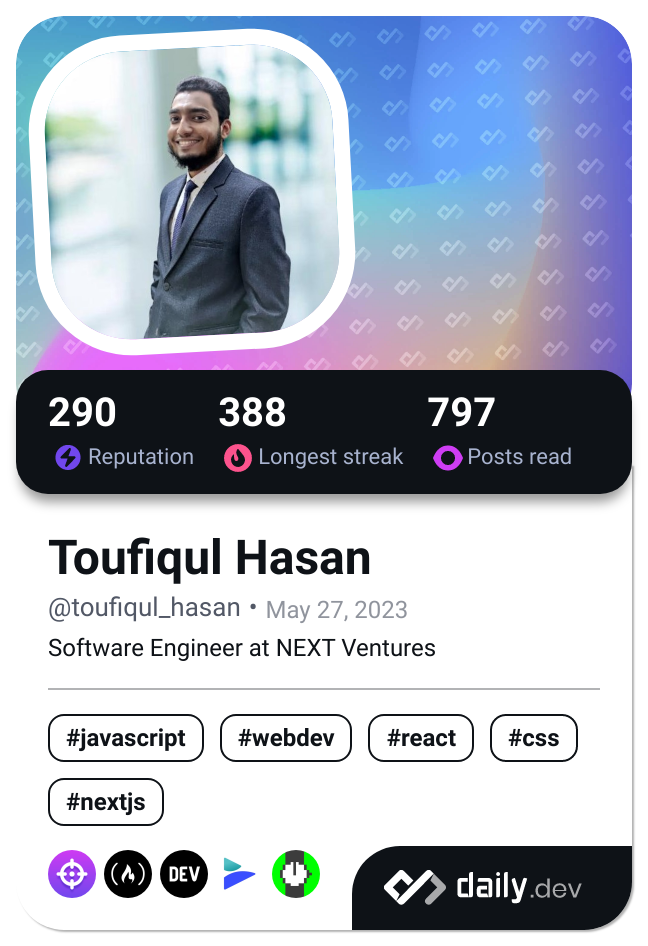 290 388 797
Reputation Longest streak Posts read
Toufiqul Hasan
@toufiqul_hasan • May 27, 2023
Software Engineer at NEXT Ventures
#javascript #webdev #react #css
#nextjs
DEV
daily.dev